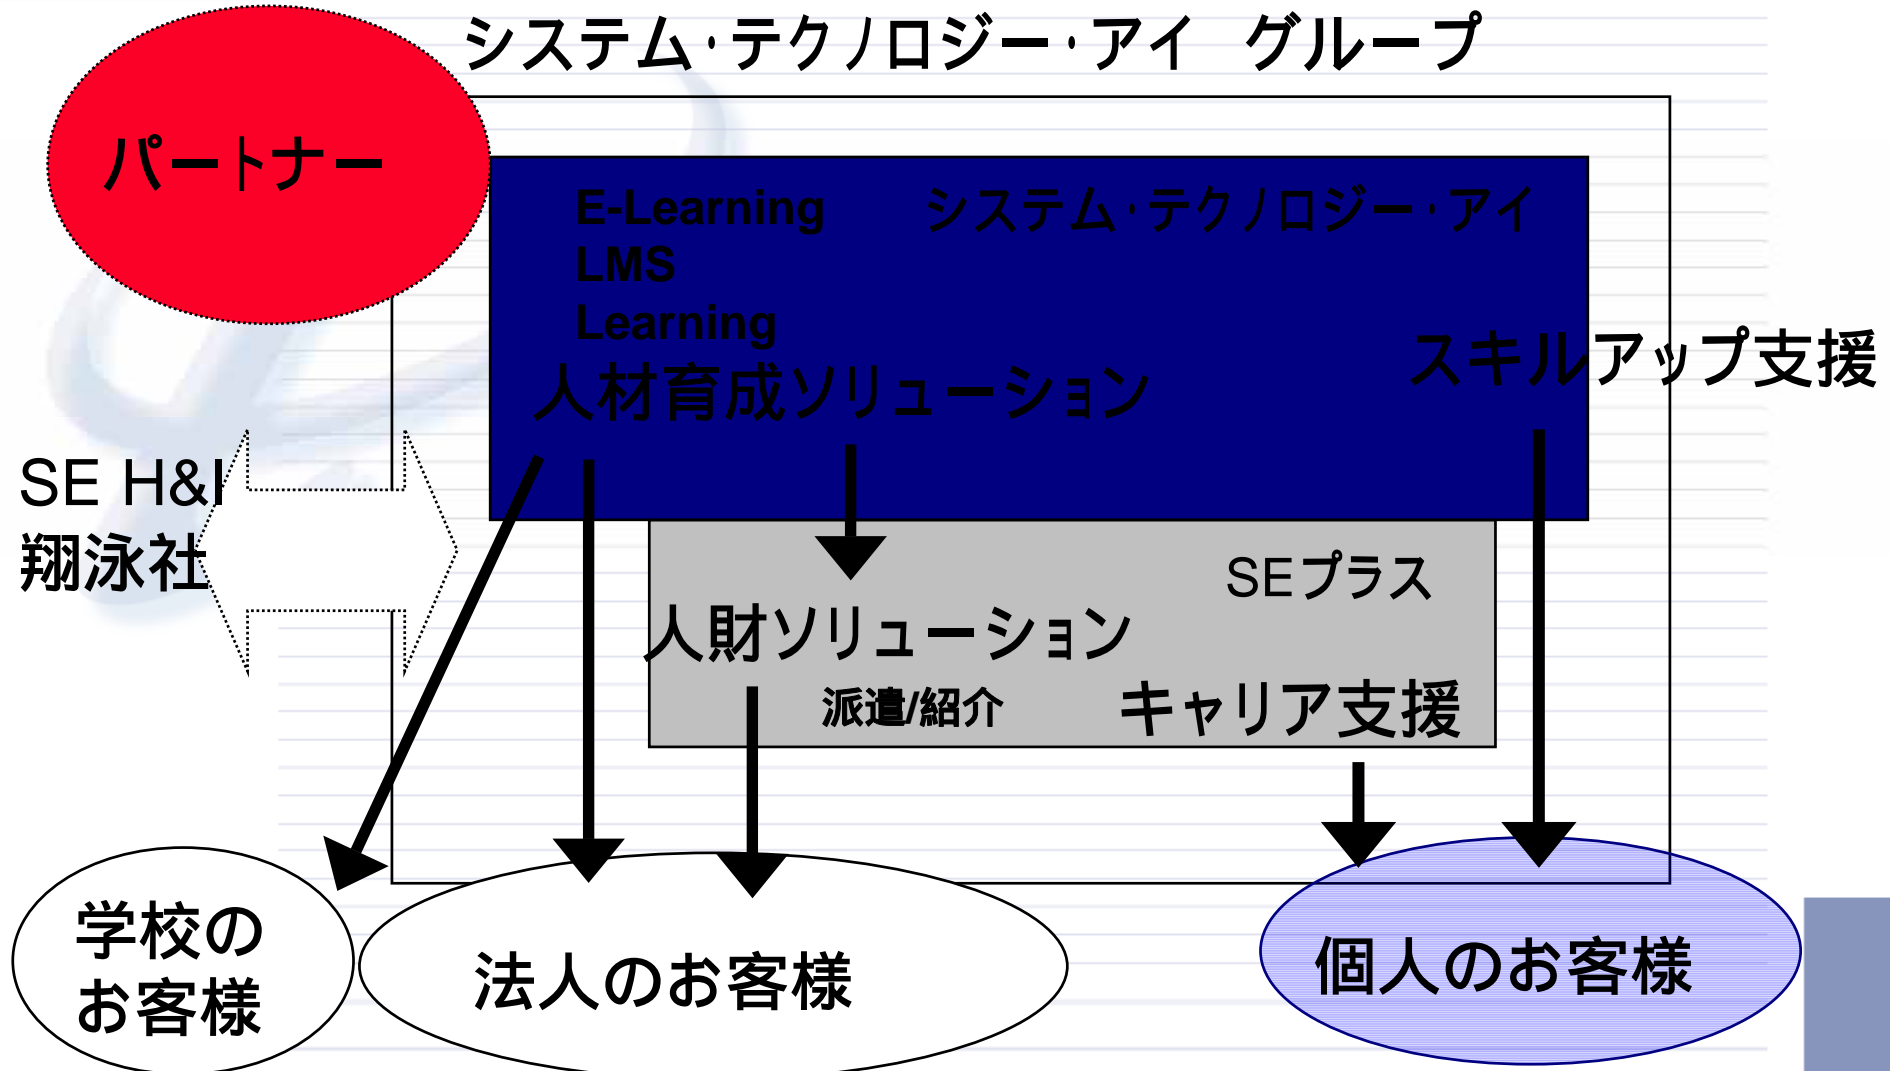 システム・テクノロジー・アイ グループ
パートナー
E-Learning
システム・テクノロジー・アイ
LMS
Learning
人材育成ソリューション
スキルアップ支援
SE H&I
翔泳社
SEプラス
人財ソリューション
派遣/紹介
キャリア支援
学校の
お客様
法人のお客様
個人のお客様